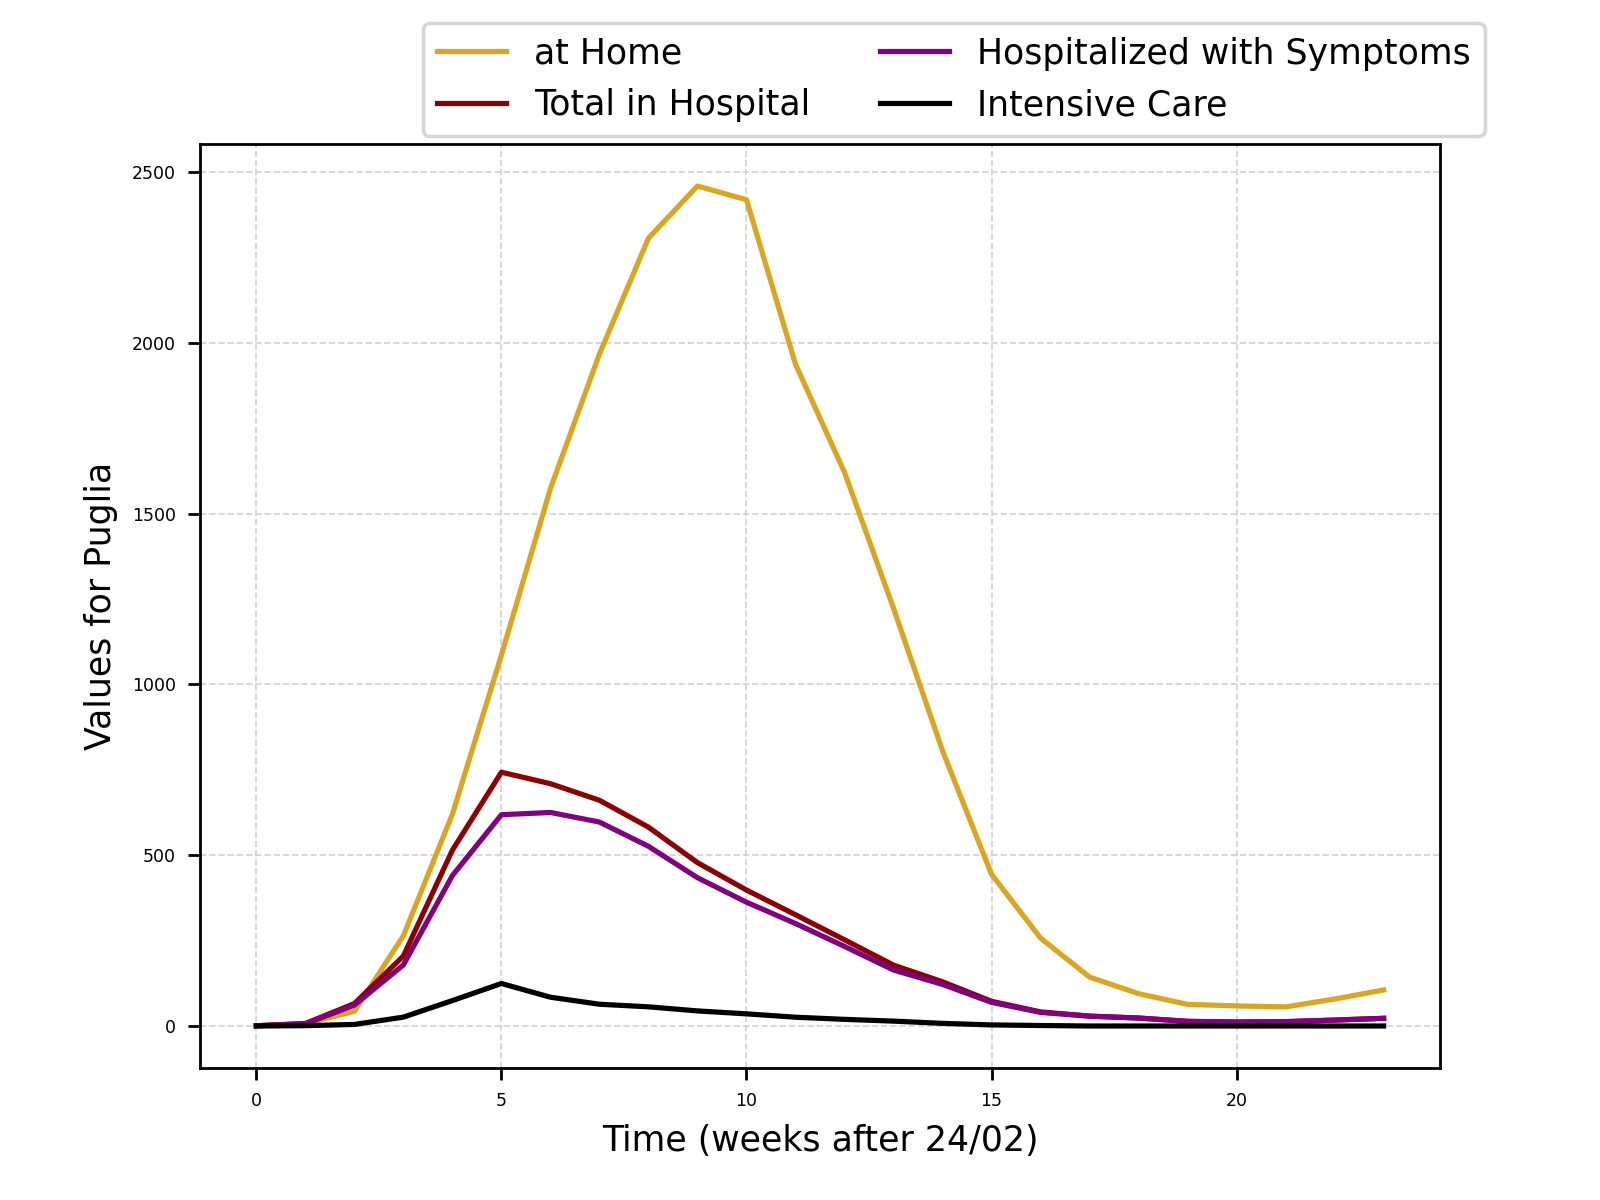 at Home
Hospitalized with Symptoms
Total in Hospital
Intensive Care
2500
2000
1500
1000
500
0
Values for Puglia
0 5 10 15 20
Time (weeks after 24/02)